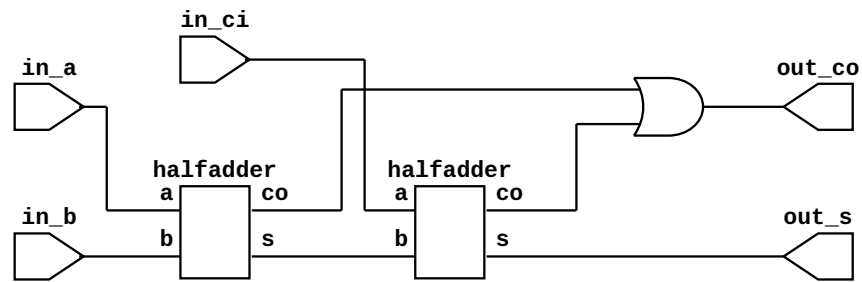 in_ci
in_a
out_co
halfadder
halfadder
a
co
a
co
in_b
out_s
b
s
b
s